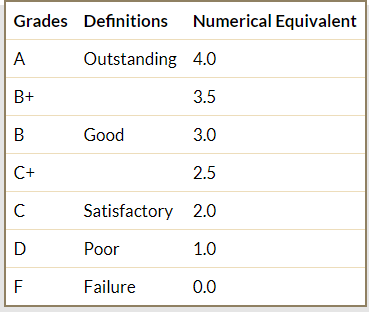 Grades Definitions Numerical Equivalent
A Outstanding 4.0
B+ 3.5
B Good 3.0
C+ 2.5
C Satisfactory 2.0
D Poor 1.0
F Failure 0.0